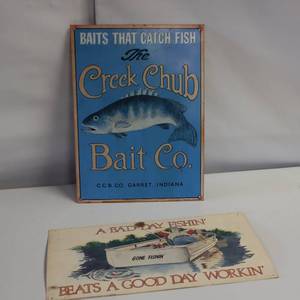 BAITS THAT CATCH FISH
The
Creek Chub
Bait Co.
C.C.B. CO. GARRET, INDIANA
A BAD DAY FISHIN'
GONE FISHIN'
BEATS A GOOD DAY WORKIN'